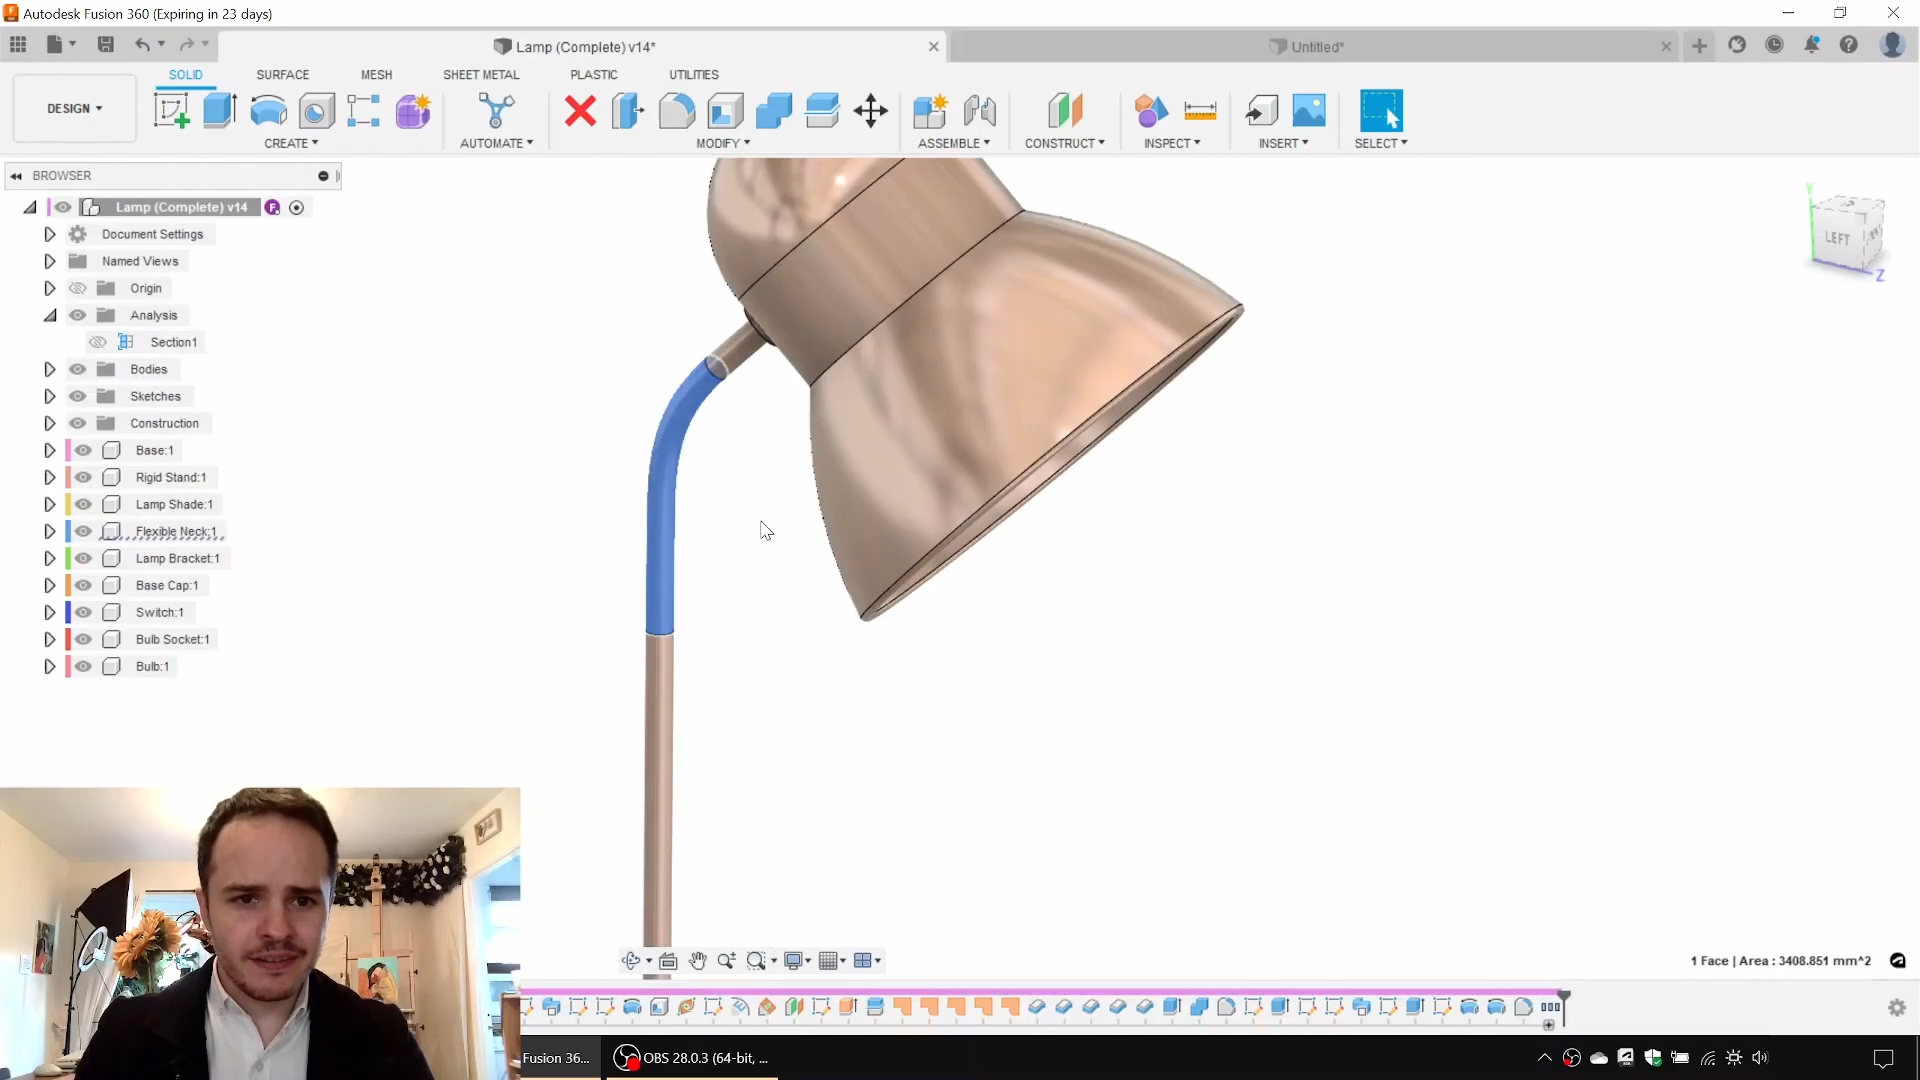 Autodesk Fusion 360 (Expiring in 23 days)
Lamp (Complete) v14*
Untitled*
DESIGN
SOLID SURFACE MESH SHEET METAL PLASTIC UTILITIES
CREATE AUTOMATE MODIFY ASSEMBLE CONSTRUCT INSPECT INSERT SELECT
BROWSER
Lamp (Complete) v14
Document Settings
Named Views
Origin
Analysis
Section1
Bodies
Sketches
Construction
Base:1
Rigid Stand:1
Lamp Shade:1
Flexible Neck:1
Lamp Bracket:1
Base Cap:1
Switch:1
Bulb Socket:1
Bulb:1
Y
LEFT
Z
1 Face | Area : 3408.851 mm^2
Fusion 36...
OBS 28.0.3 (64-bit, ...